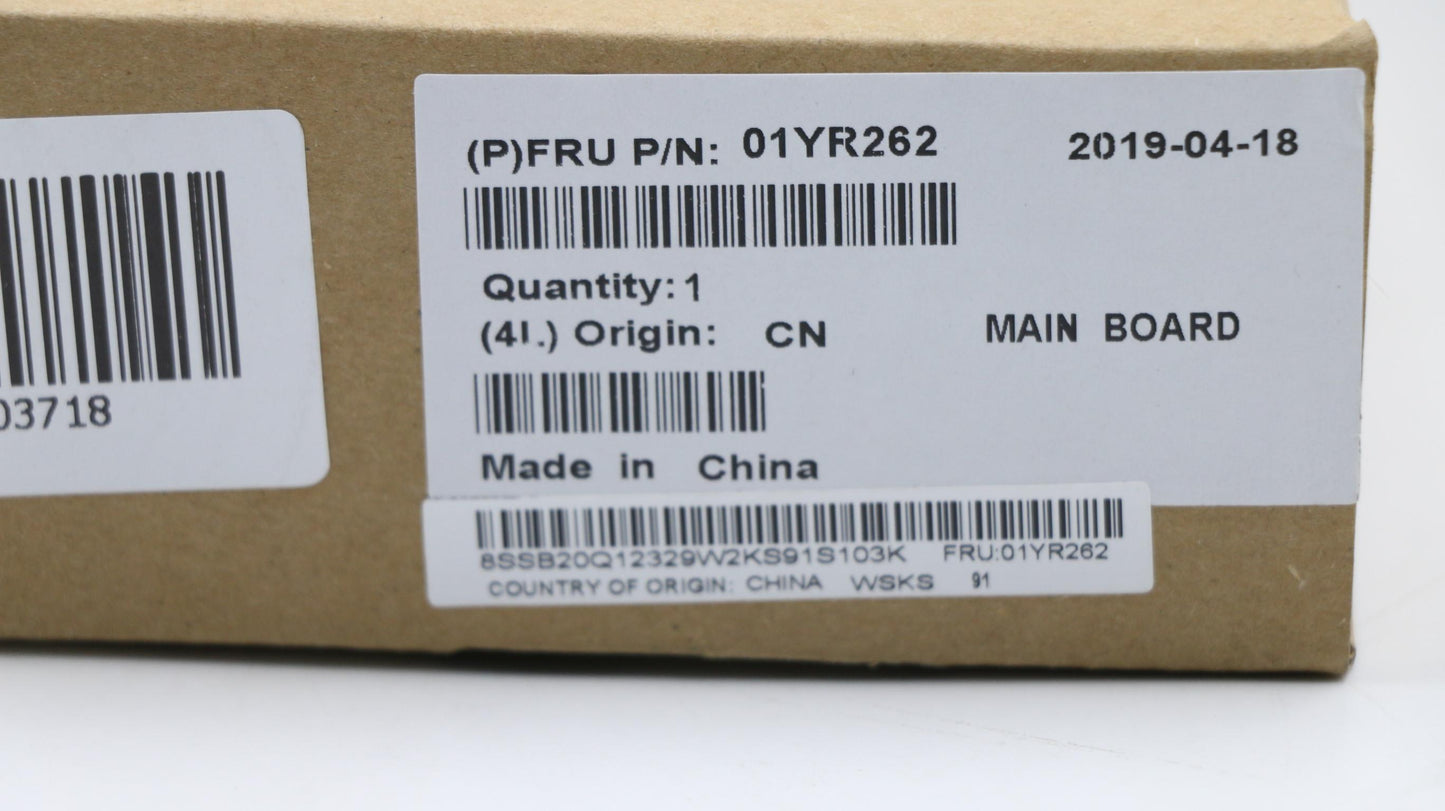 (P)FRU P/N: 01YR262 2019-04-18
Quantity: 1
(4L) Origin: CN MAIN BOARD
Made in China
8SSB20Q12329W2KS91S103K FRU:01YR262
COUNTRY OF ORIGIN: CHINA WSKS 91
03718